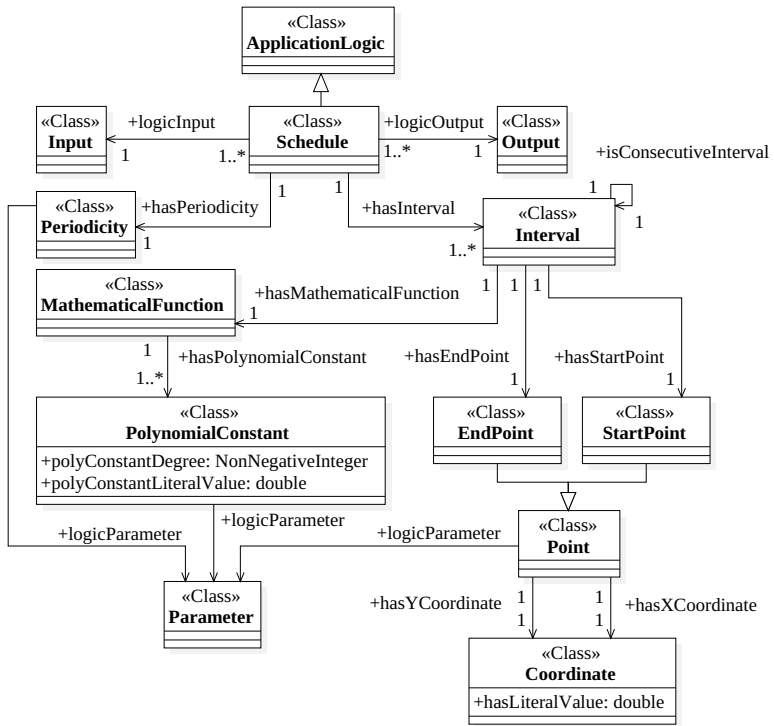 «Class»
ApplicationLogic
«Class»
Input
+logicInput
1
1..*
«Class»
Schedule
+logicOutput
1..*
1
«Class»
Output
+isConsecutiveInterval
1
1
«Class»
Periodicity
+hasPeriodicity
1
1
1
+hasInterval
1..*
«Class»
Interval
«Class»
MathematicalFunction
+hasMathematicalFunction
1
1
1
1
1
+hasPolynomialConstant
1..*
+hasEndPoint
1
+hasStartPoint
1
«Class»
PolynomialConstant
+polyConstantDegree: NonNegativeInteger
+polyConstantLiteralValue: double
«Class»
EndPoint
«Class»
StartPoint
+logicParameter
+logicParameter
+logicParameter
«Class»
Point
«Class»
Parameter
+hasYCoordinate
1
1
1
1
+hasXCoordinate
«Class»
Coordinate
+hasLiteralValue: double